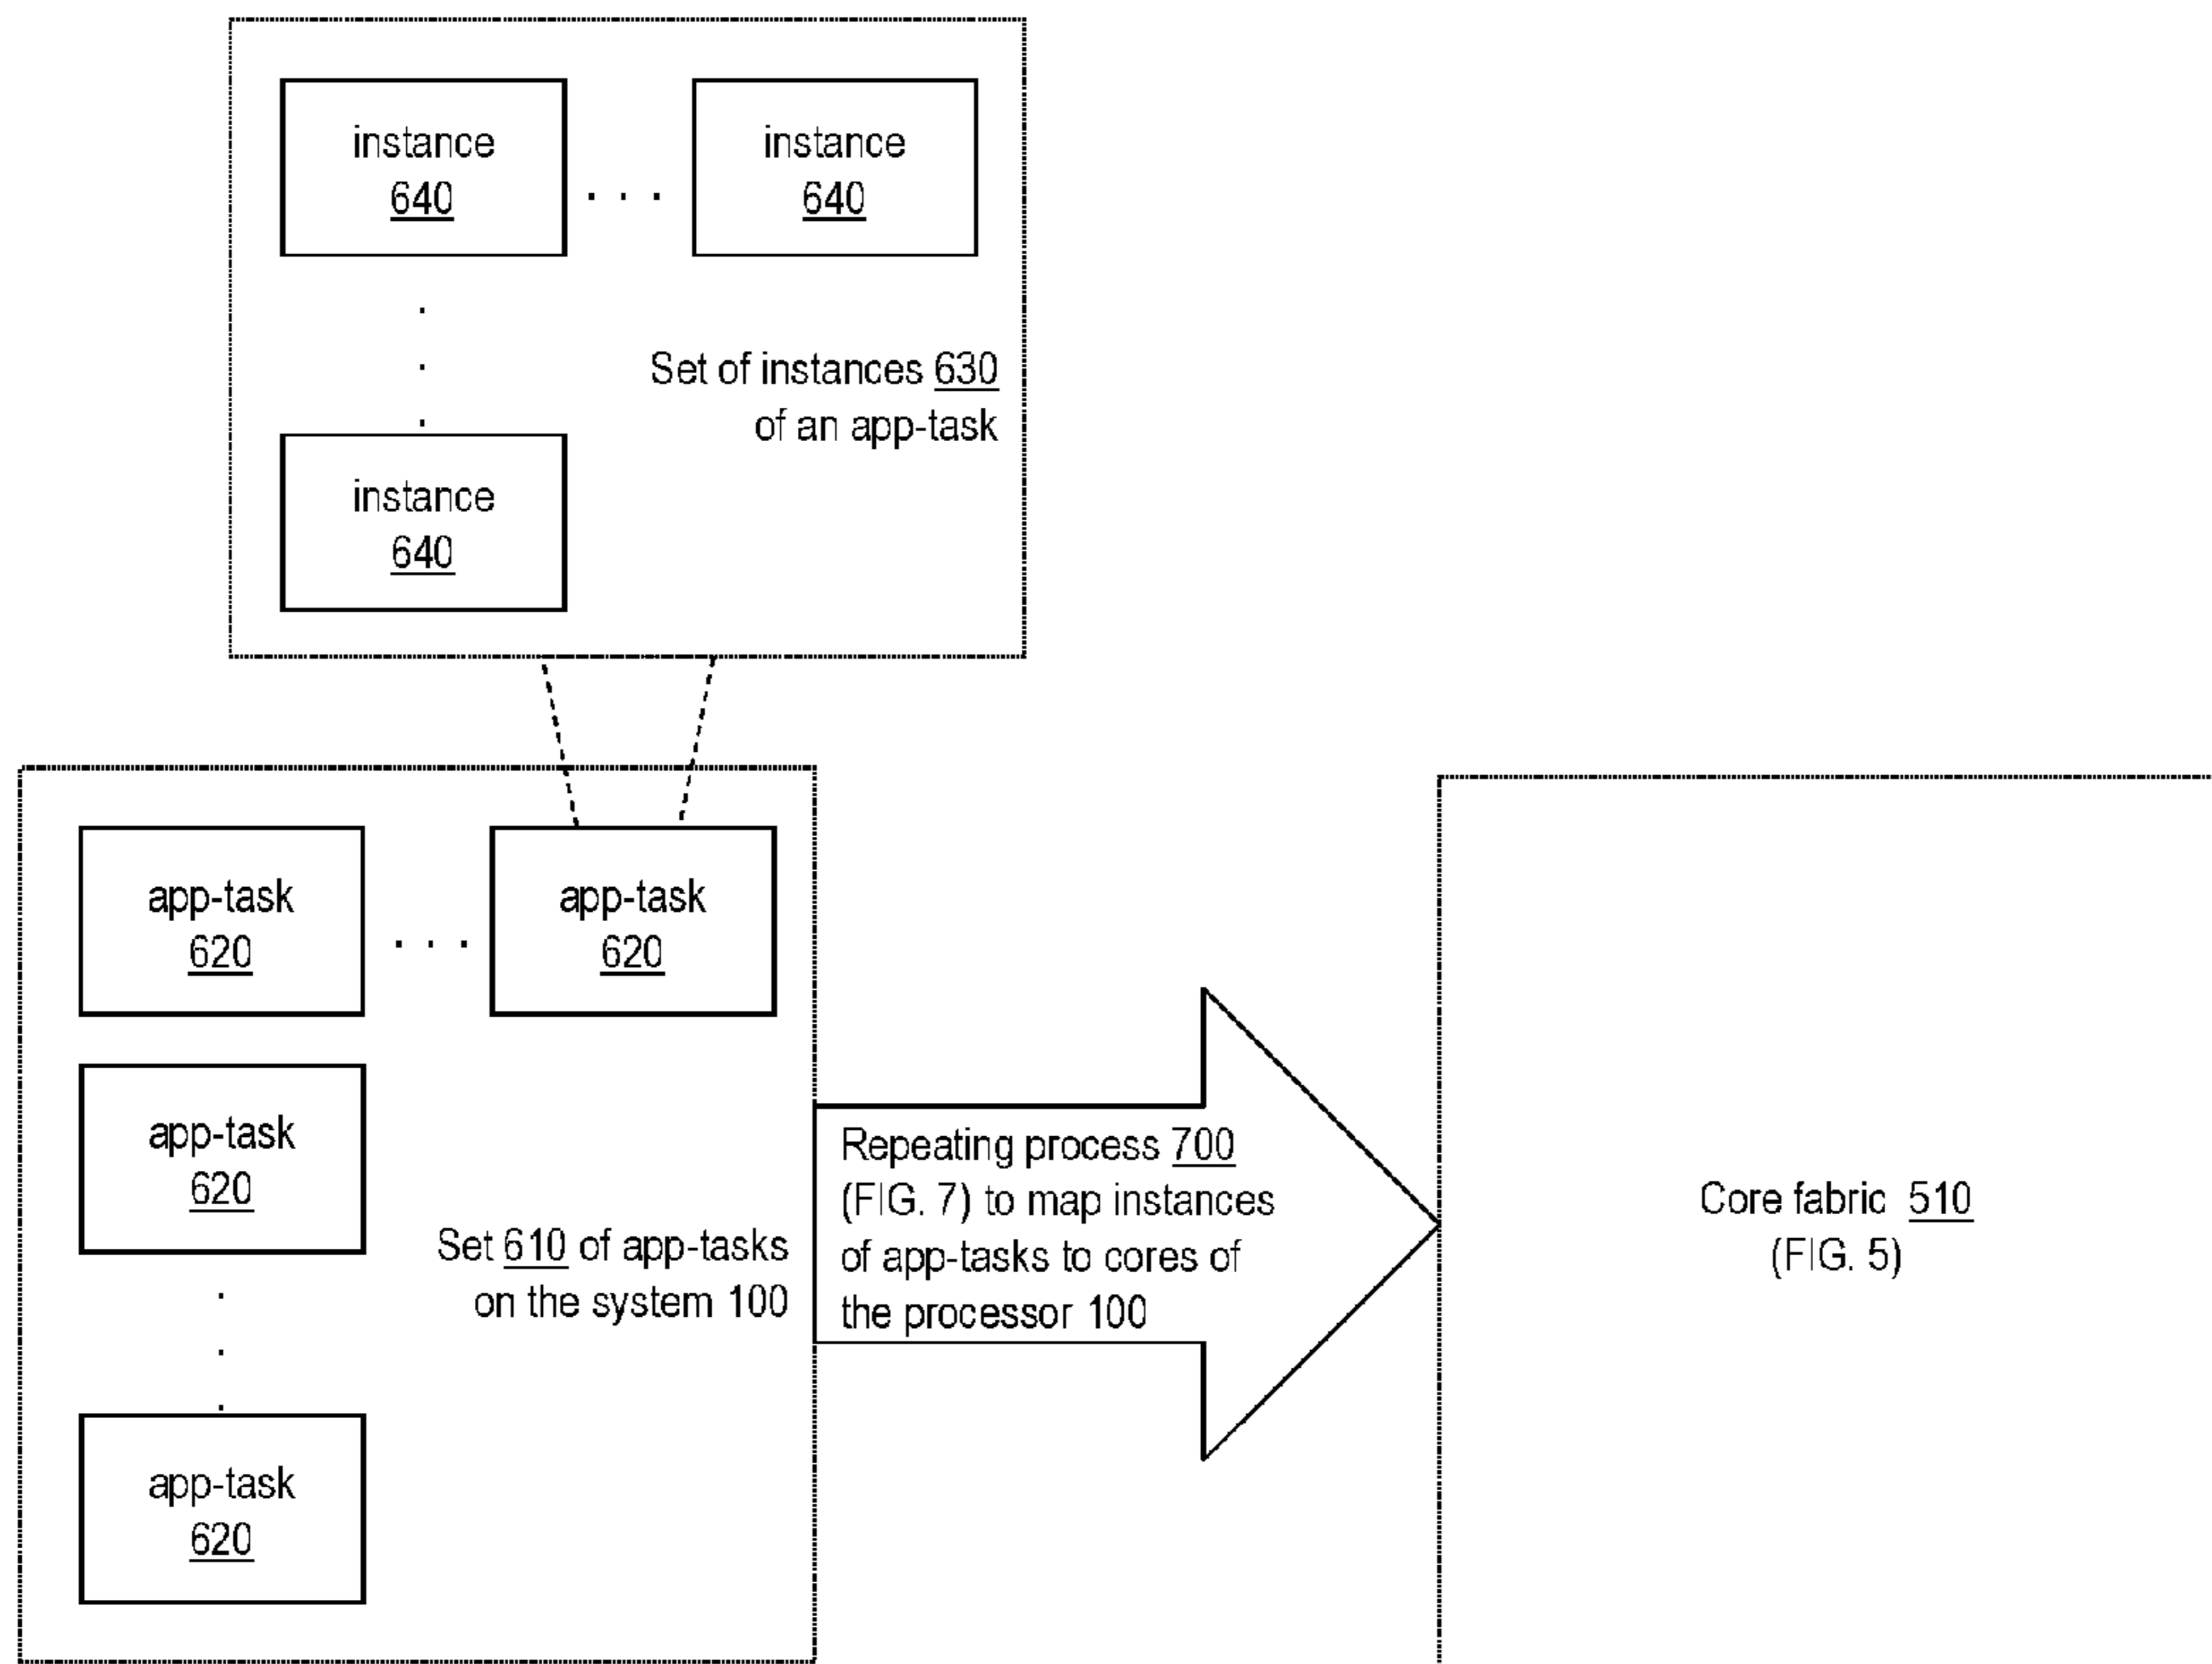 instance
640
. . .
instance
640
.
.
.
Set of instances 630
of an app-task
instance
640
app-task
620
. . .
app-task
620
app-task
620
.
.
.
Set 610 of app-tasks
on the system 100
app-task
620
Repeating process 700
(FIG. 7) to map instances
of app-tasks to cores of
the processor 100
Core fabric 510
(FIG. 5)